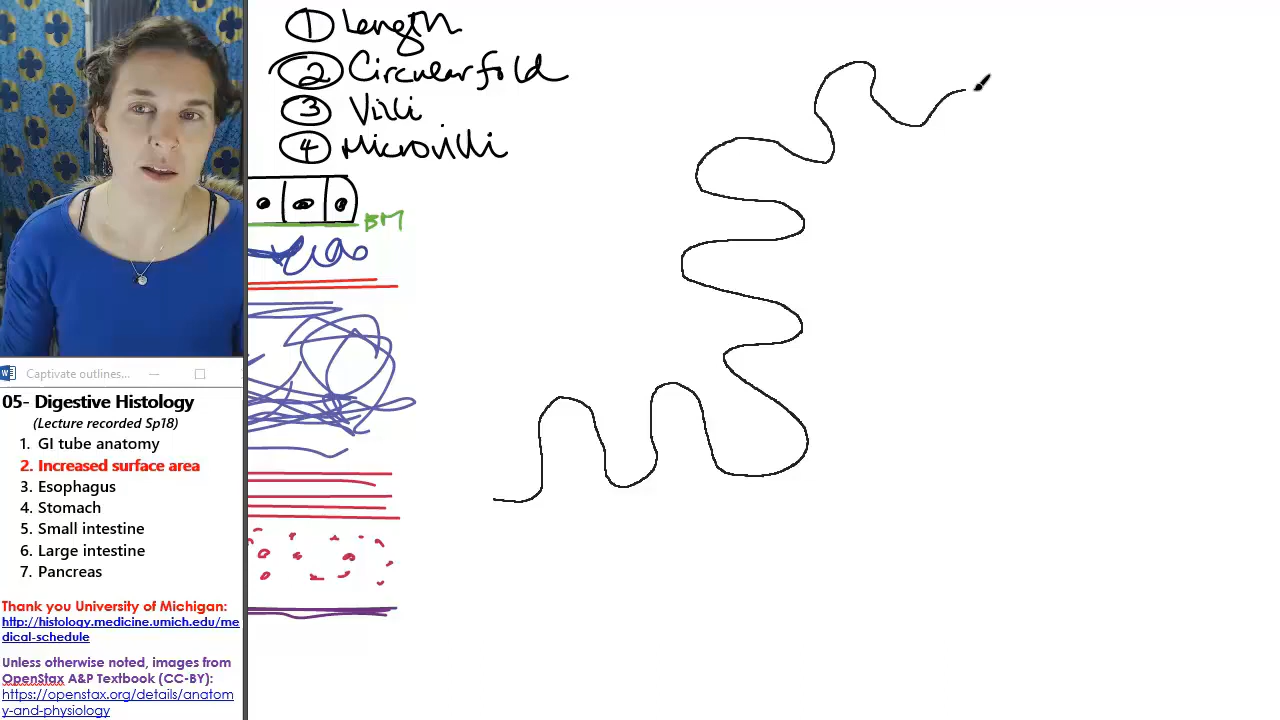 ① Length
② Circular fold
③ Villi
④ Microvilli
BM
Captivate outlines...
05- Digestive Histology
(Lecture recorded Sp18)
1. GI tube anatomy
2. Increased surface area
3. Esophagus
4. Stomach
5. Small intestine
6. Large intestine
7. Pancreas
Thank you University of Michigan:
http://histology.medicine.umich.edu/me
dical-schedule
Unless otherwise noted, images from
OpenStax A&P Textbook (CC-BY):
https://openstax.org/details/anatom
y-and-physiology